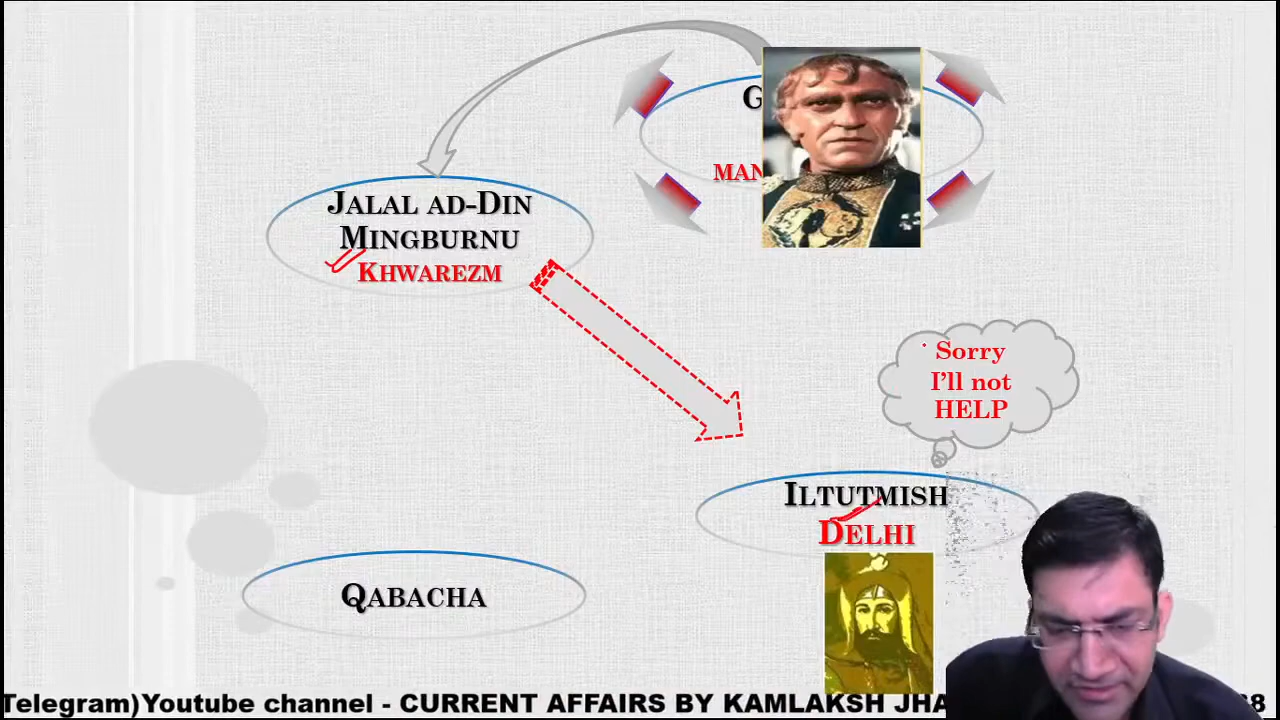 G
MAN
JALAL AD-DIN
MINGBURNU
KHWAREZM
Sorry
I'll not
HELP
ILTUTMISH
DELHI
QABACHA
Telegram)Youtube channel - CURRENT AFFAIRS BY KAMLAKSH JHA